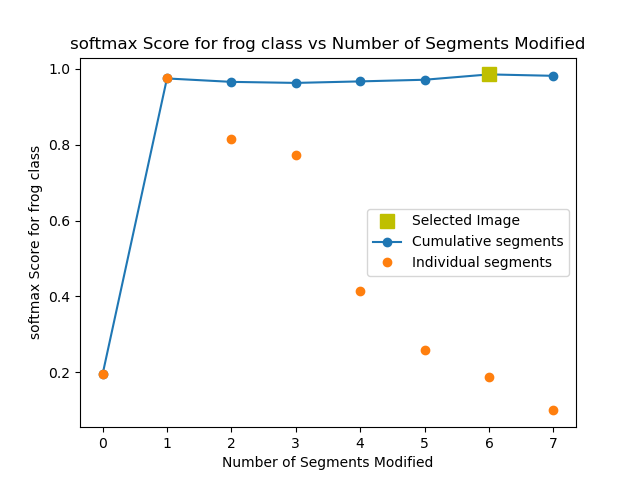 softmax Score for frog class vs Number of Segments Modified
softmax Score for frog class
1.0
0.8
0.6
0.4
0.2
Selected Image
Cumulative segments
Individual segments
0 1 2 3 4 5 6 7
Number of Segments Modified